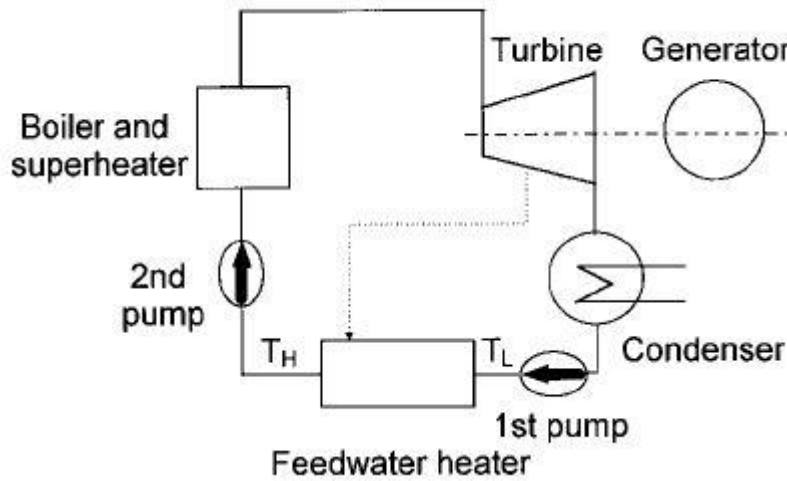 Turbine
Generator
Boiler and
superheater
2nd
pump
T_H
T_L
Condenser
1st pump
Feedwater heater